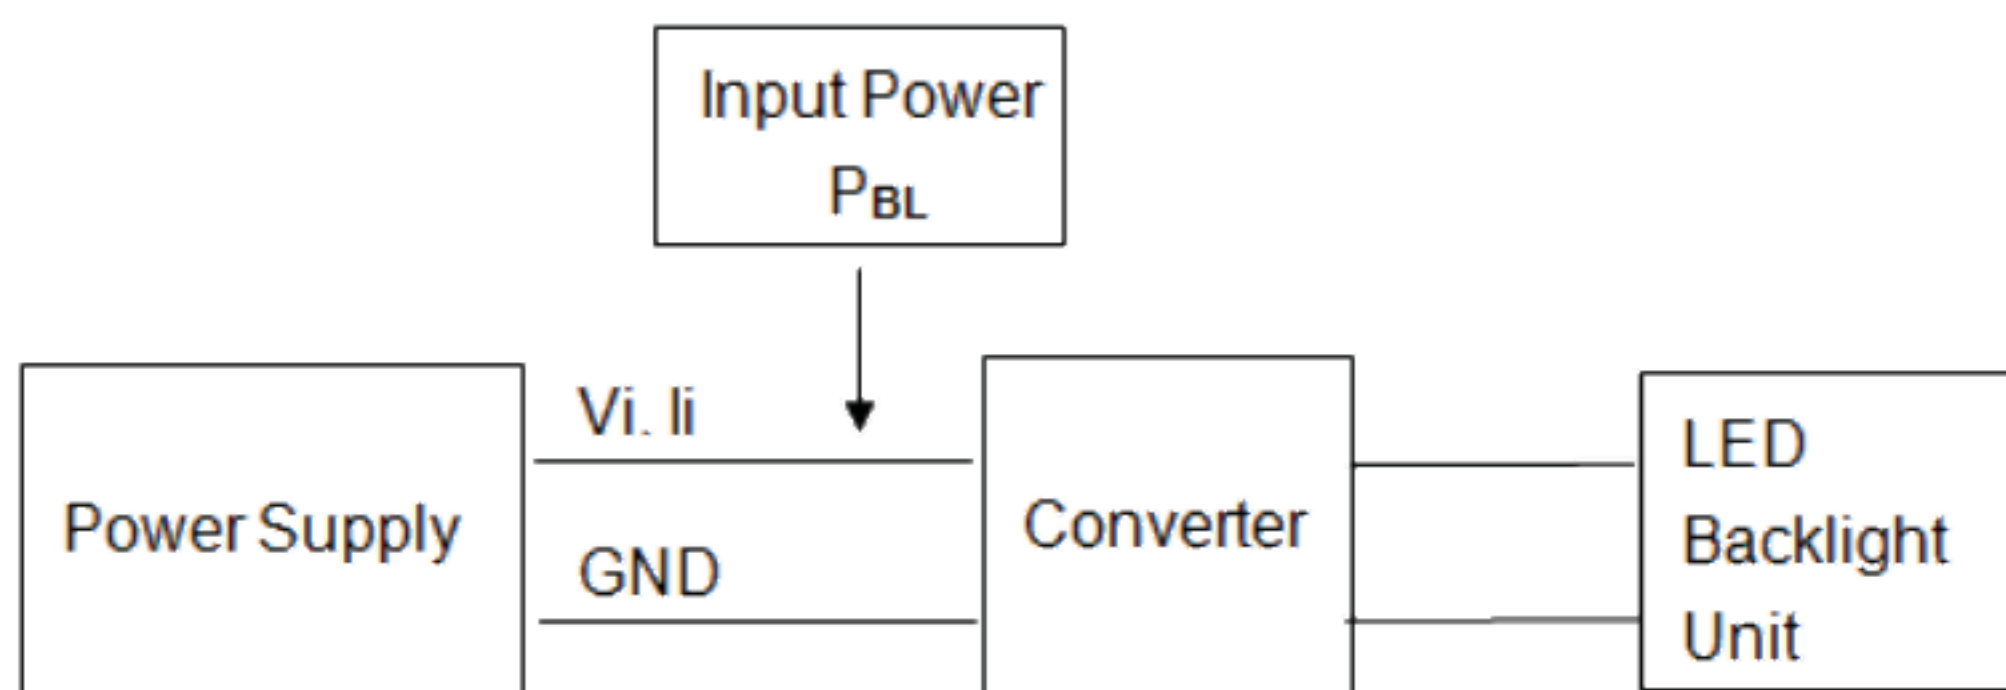 Input Power
PBL
Vi. Ii
Power Supply
GND
Converter
LED
Backlight
Unit